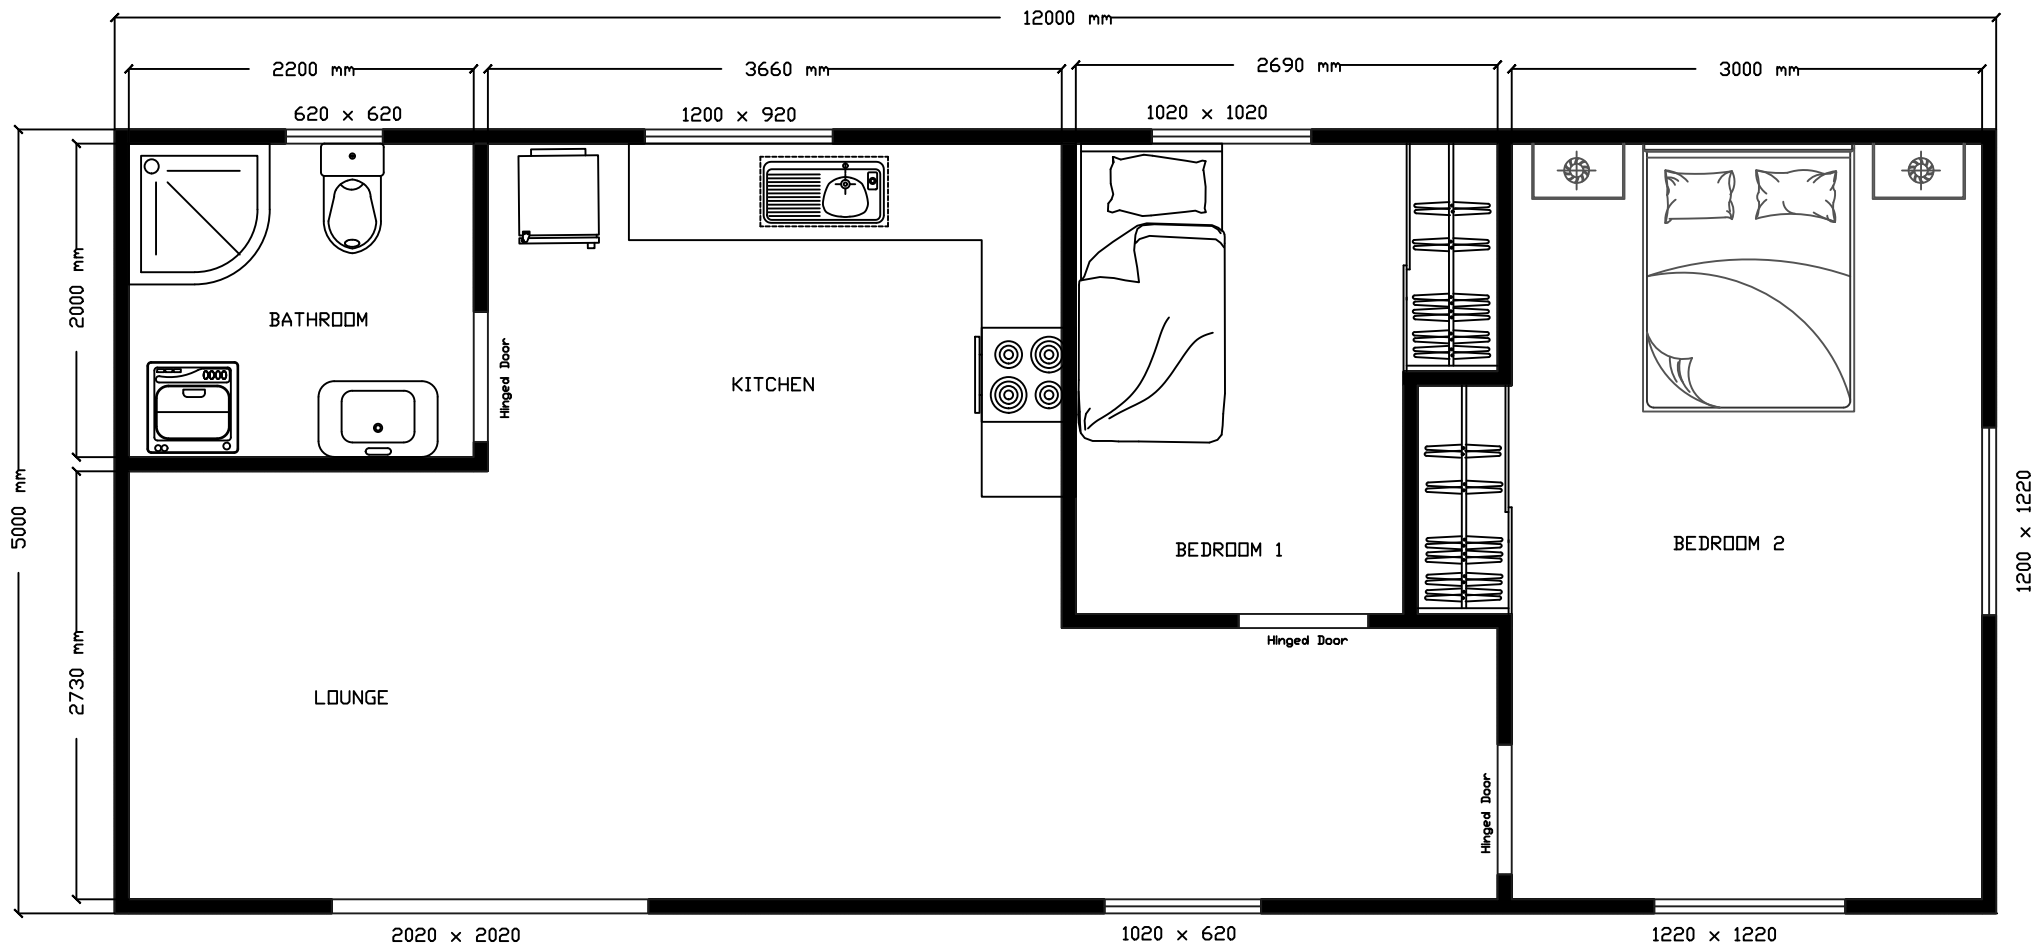 12000 mm
2200 mm
3660 mm
2690 mm
3000 mm
620 x 620
1200 x 920
1020 x 1020
2000 mm
BATHROOM
Hinged Door
KITCHEN
5000 mm
1200 x 1220
BEDROOM 1
BEDROOM 2
Hinged Door
2730 mm
LOUNGE
Hinged Door
2020 x 2020
1020 x 620
1220 x 1220